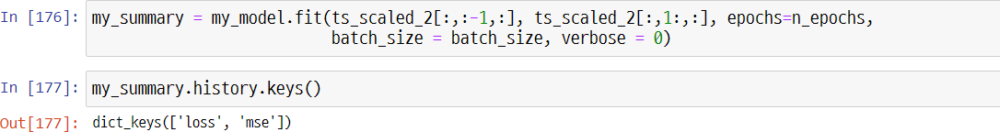 In [176]: my_summary = my_model.fit(ts_scaled_2[:,:-1,:], ts_scaled_2[:,1:,:], epochs=n_epochs,
batch_size = batch_size, verbose = 0)
In [177]: my_summary.history.keys()
Out[177]: dict_keys(['loss', 'mse'])